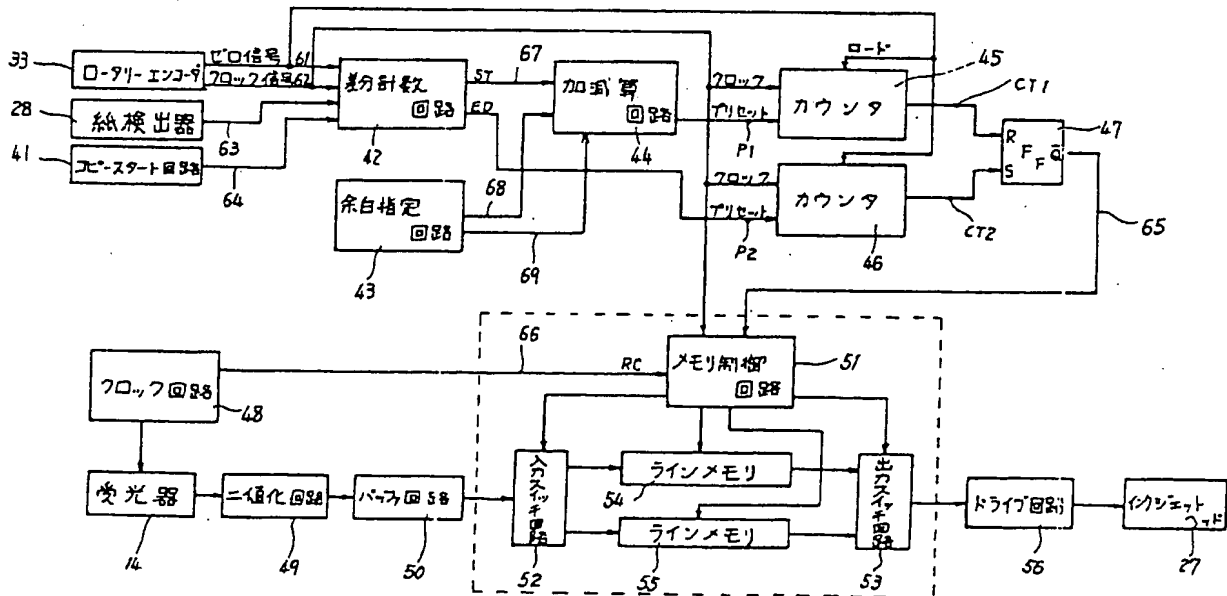 33
ロータリーエンコーダ
ゼロ信号 61
クロック信号 62
28
紙検出器
63
41
コピースタート回路
64
差分計数
回路
42
ST
67
ED
加減算
回路
44
余白指定
回路
43
68
69
ロード
クロック
プリセット
P1
カウンタ
45
CT1
クロック
プリセット
P2
カウンタ
46
CT2
R
S
FF
Q̅
47
65
クロック回路
48
66
RC
メモリ制御
回路
51
受光器
14
二値化回路
49
バッファ回路
50
入力スイッチ回路
52
ラインメモリ
54
ラインメモリ
55
出力スイッチ回路
53
ドライブ回路
56
インクジェット
ヘッド
27